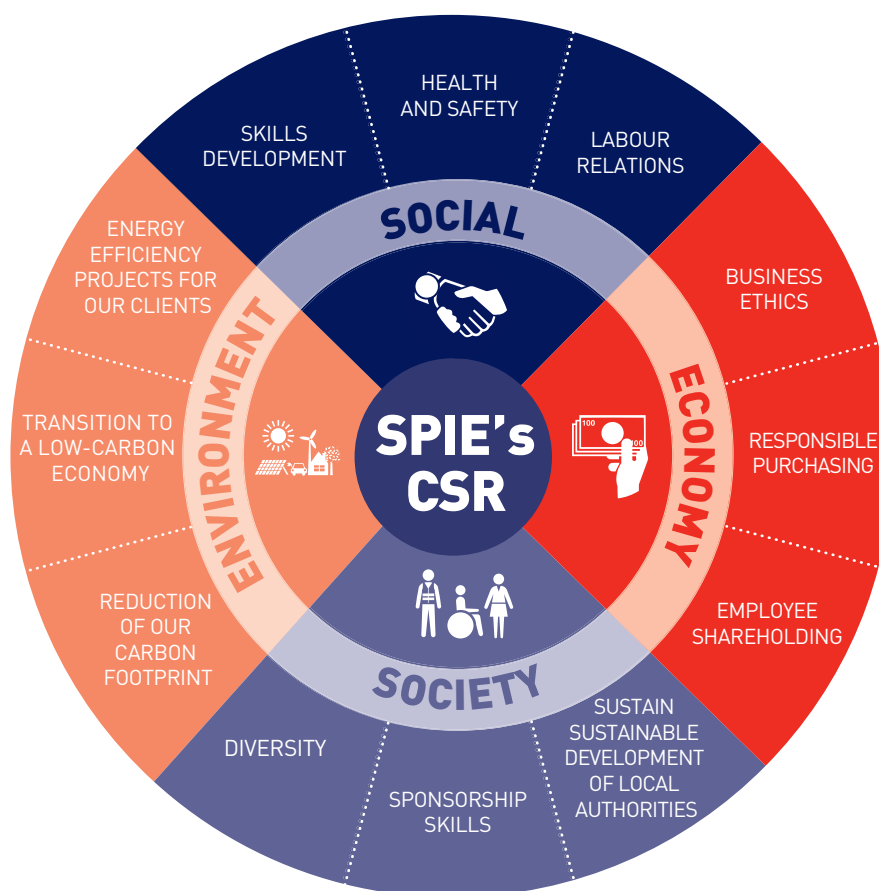 HEALTH
AND SAFETY
SKILLS
DEVELOPMENT
LABOUR
RELATIONS
SOCIAL
ENERGY
EFFICIENCY
PROJECTS FOR
OUR CLIENTS
TRANSITION TO
A LOW-CARBON
ECONOMY
REDUCTION
OF OUR
CARBON
FOOTPRINT
ENVIRONMENT
SPIE's
CSR
100
100
ECONOMY
BUSINESS
ETHICS
RESPONSIBLE
PURCHASING
EMPLOYEE
SHAREHOLDING
SOCIETY
DIVERSITY
SPONSORSHIP
SKILLS
SUSTAIN
SUSTAINABLE
DEVELOPMENT
OF LOCAL
AUTHORITIES